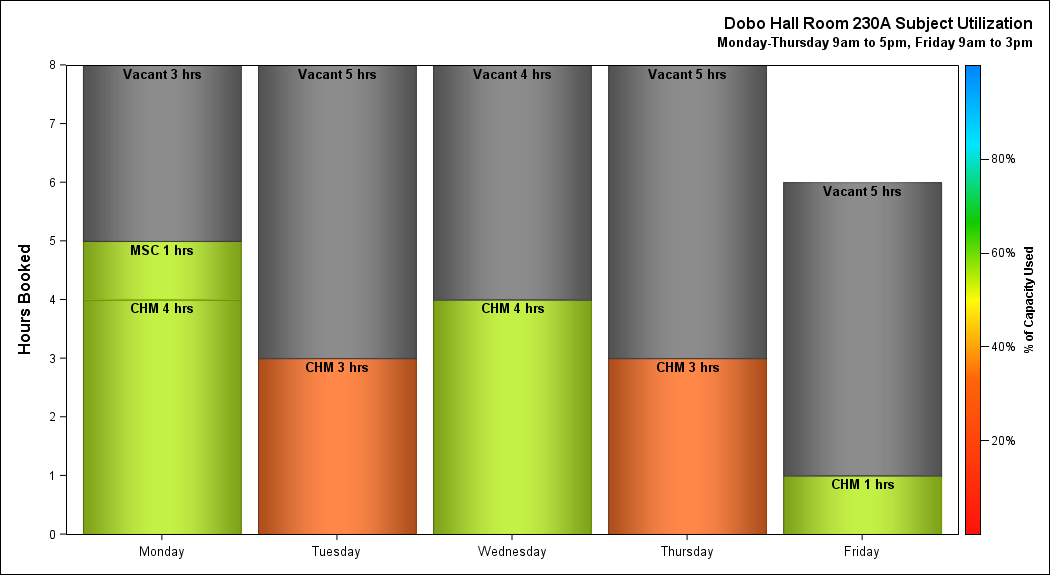 Dobo Hall Room 230A Subject Utilization
Monday-Thursday 9am to 5pm, Friday 9am to 3pm
Hours Booked
8
7
6
5
4
3
2
1
0
Vacant 3 hrs
MSC 1 hrs
CHM 4 hrs
Vacant 5 hrs
CHM 3 hrs
Vacant 4 hrs
CHM 4 hrs
Vacant 5 hrs
CHM 3 hrs
Vacant 5 hrs
CHM 1 hrs
Monday
Tuesday
Wednesday
Thursday
Friday
80%
60%
40%
20%
% of Capacity Used